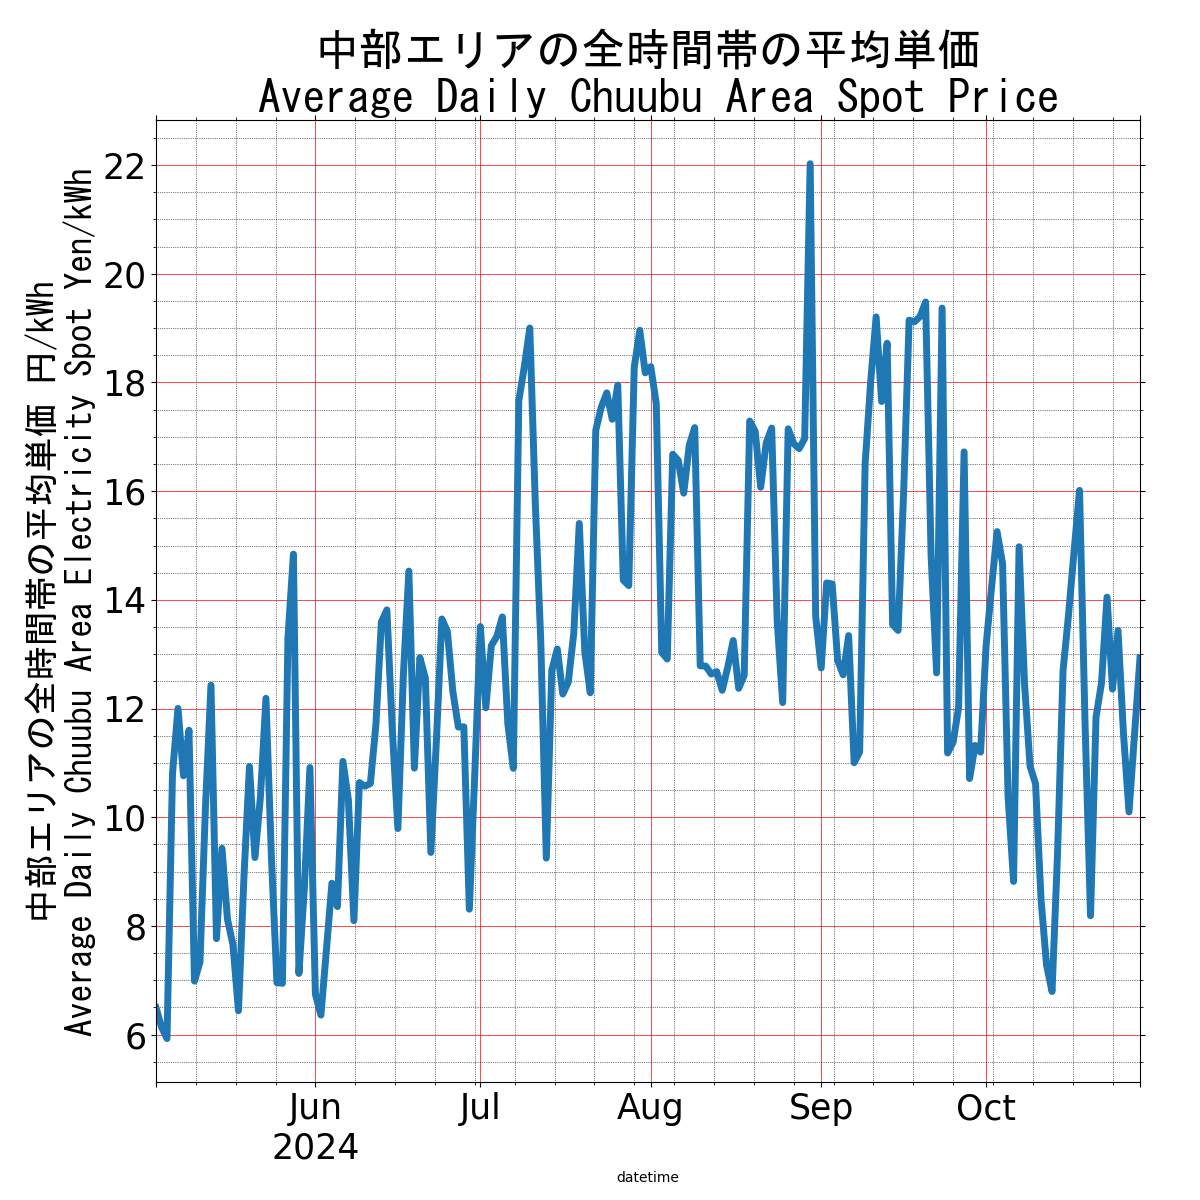 中部エリアの全時間帯の平均単価
Average Daily Chuubu Area Spot Price
中部エリアの全時間帯の平均単価 円/kWh
Average Daily Chuubu Area Electricity Spot Yen/kWh
22
20
18
16
14
12
10
8
6
Jun
2024
Jul
Aug
Sep
Oct
datetime